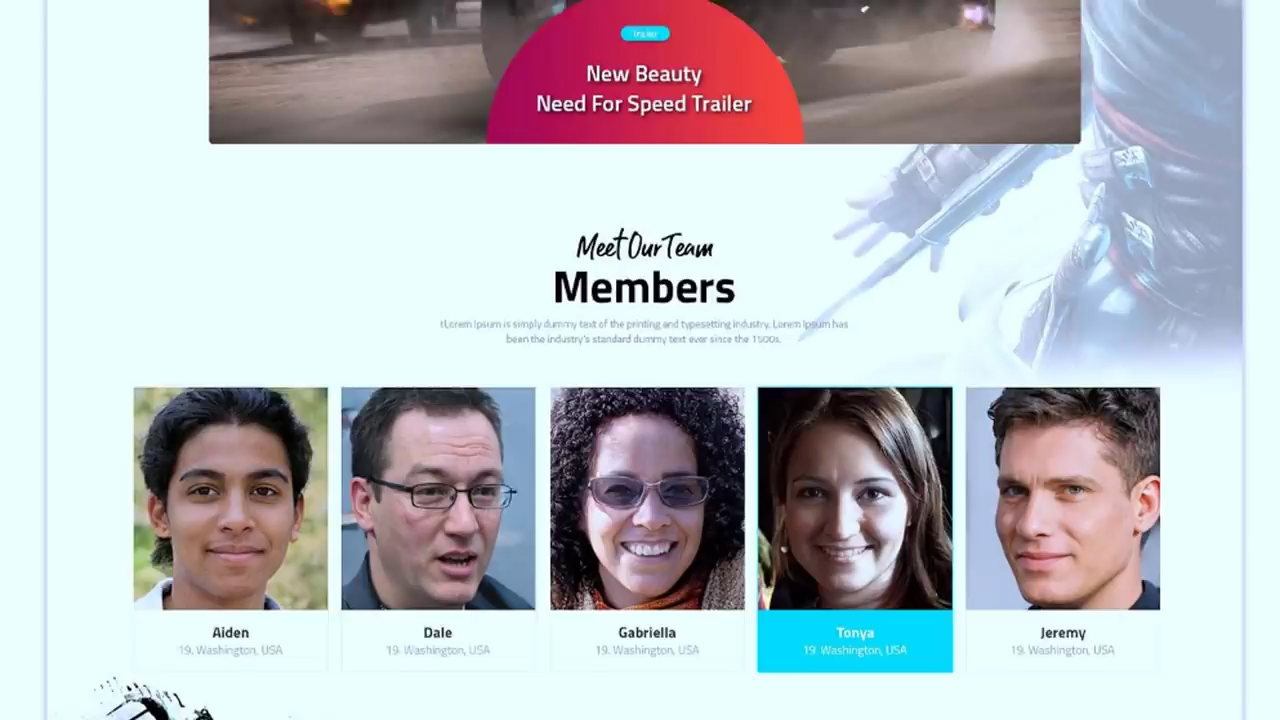 Trailer
New Beauty
Need For Speed Trailer
Meet Our Team
Members
tLorem Ipsum is simply dummy text of the printing and typesetting industry. Lorem Ipsum has
been the industry's standard dummy text ever since the 1500s.
Aiden
Dale
Gabriella
Tonya
Jeremy
19. Washington, USA
19. Washington, USA
19. Washington, USA
19. Washington, USA
19. Washington, USA